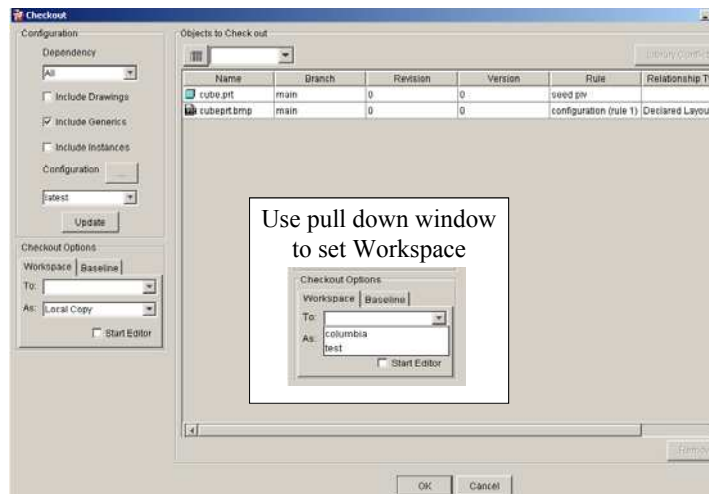 Checkout
Configuration
Dependency
All
Include Drawings
Include Generics
Include Instances
Configuration ...
latest
Update
Checkout Options
Workspace Baseline
To:
As: Local Copy
Start Editor
Objects to Check out
Name Branch Revision Version Rule Relationship T
cube.prt main 0 0 seed piv
cubeprt.bmp main 0 0 configuration (rule 1) Declared Layou
Use pull down window
to set Workspace
Checkout Options
Workspace Baseline
To:
columbia
As:
test
Start Editor
OK Cancel